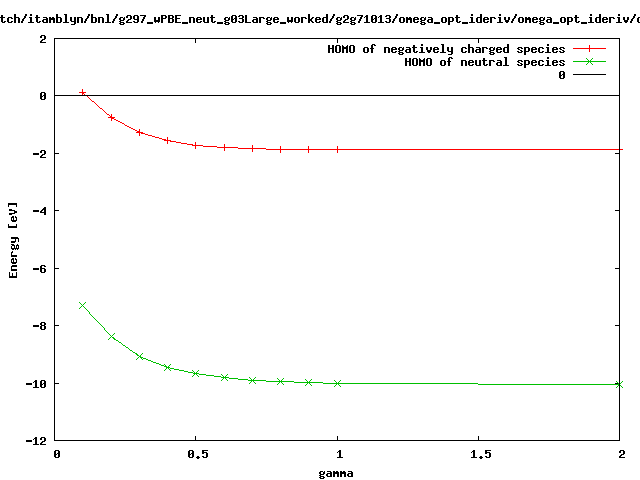 tch/itamblyn/bnl/g297_wPBE_neut_g03Large_worked/g2g71013/omega_opt_ideriv/omega_opt_ideriv/
HOMO of negatively charged species
HOMO of neutral species
0
2
0
-2
-4
-6
-8
-10
-12
Energy [eV]
0 0.5 1 1.5 2
gamma